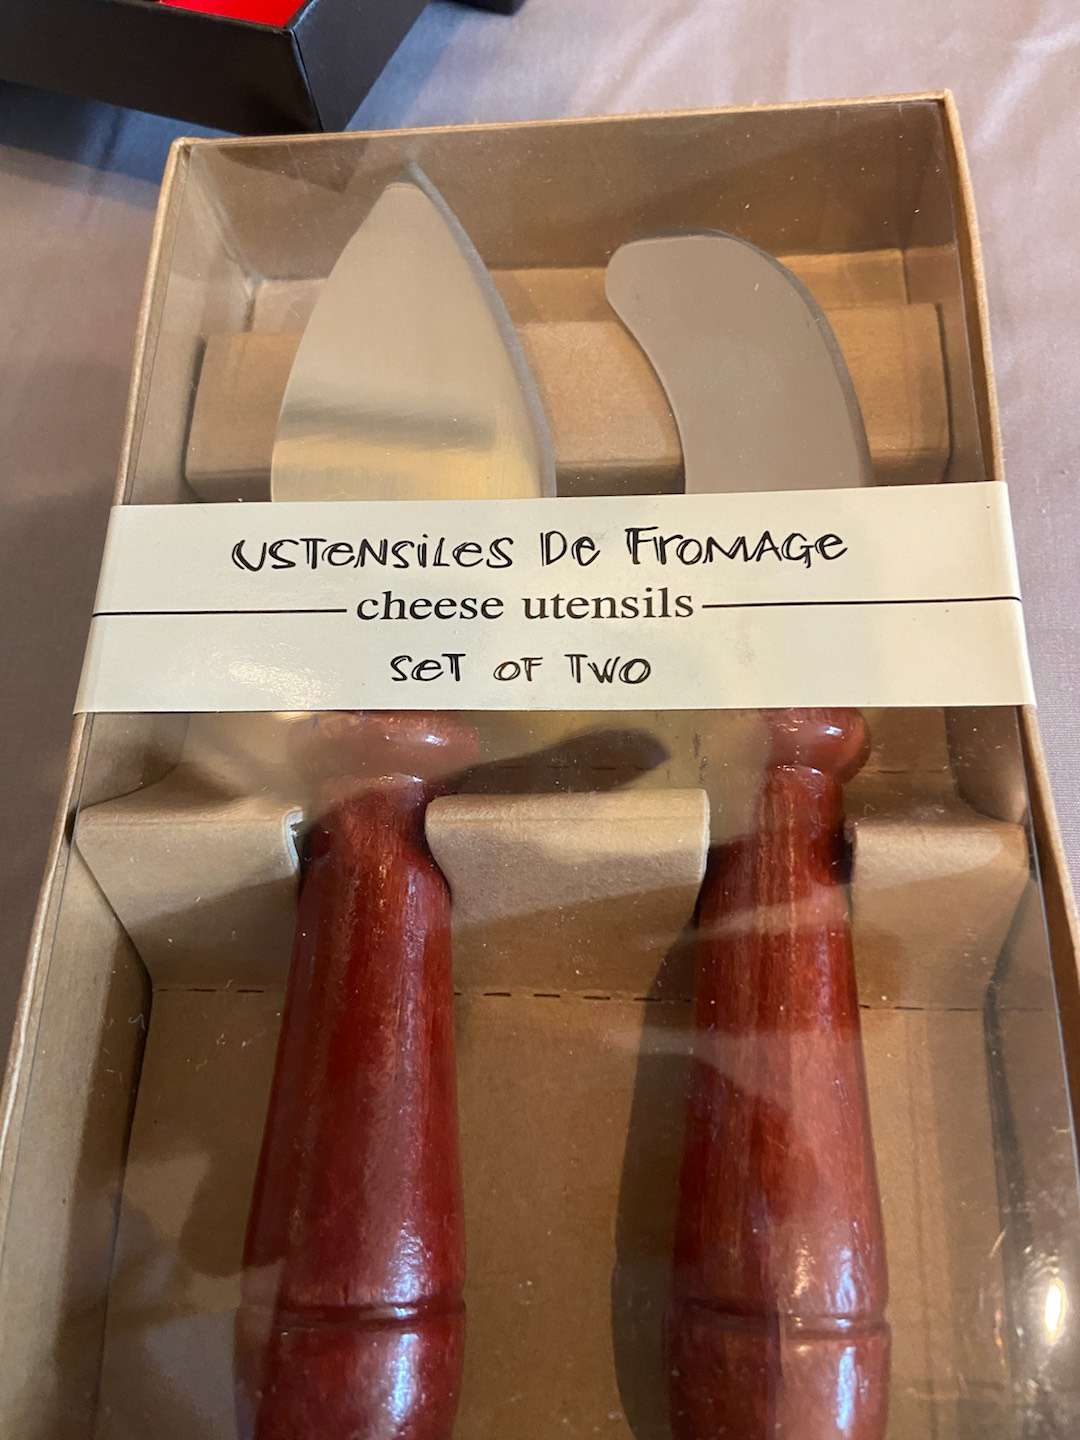 USTeNSiLeS De FroMAGe
cheese utensils
SeT oF TWO